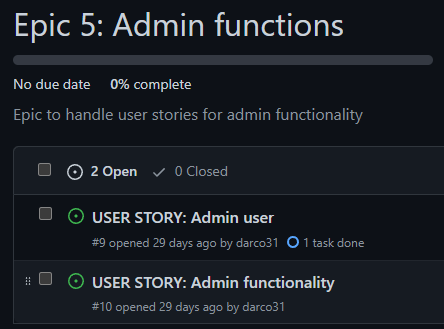 Epic 5: Admin functions
No due date 0% complete
Epic to handle user stories for admin functionality
2 Open 0 Closed
USER STORY: Admin user
#9 opened 29 days ago by darco31 1 task done
USER STORY: Admin functionality
#10 opened 29 days ago by darco31